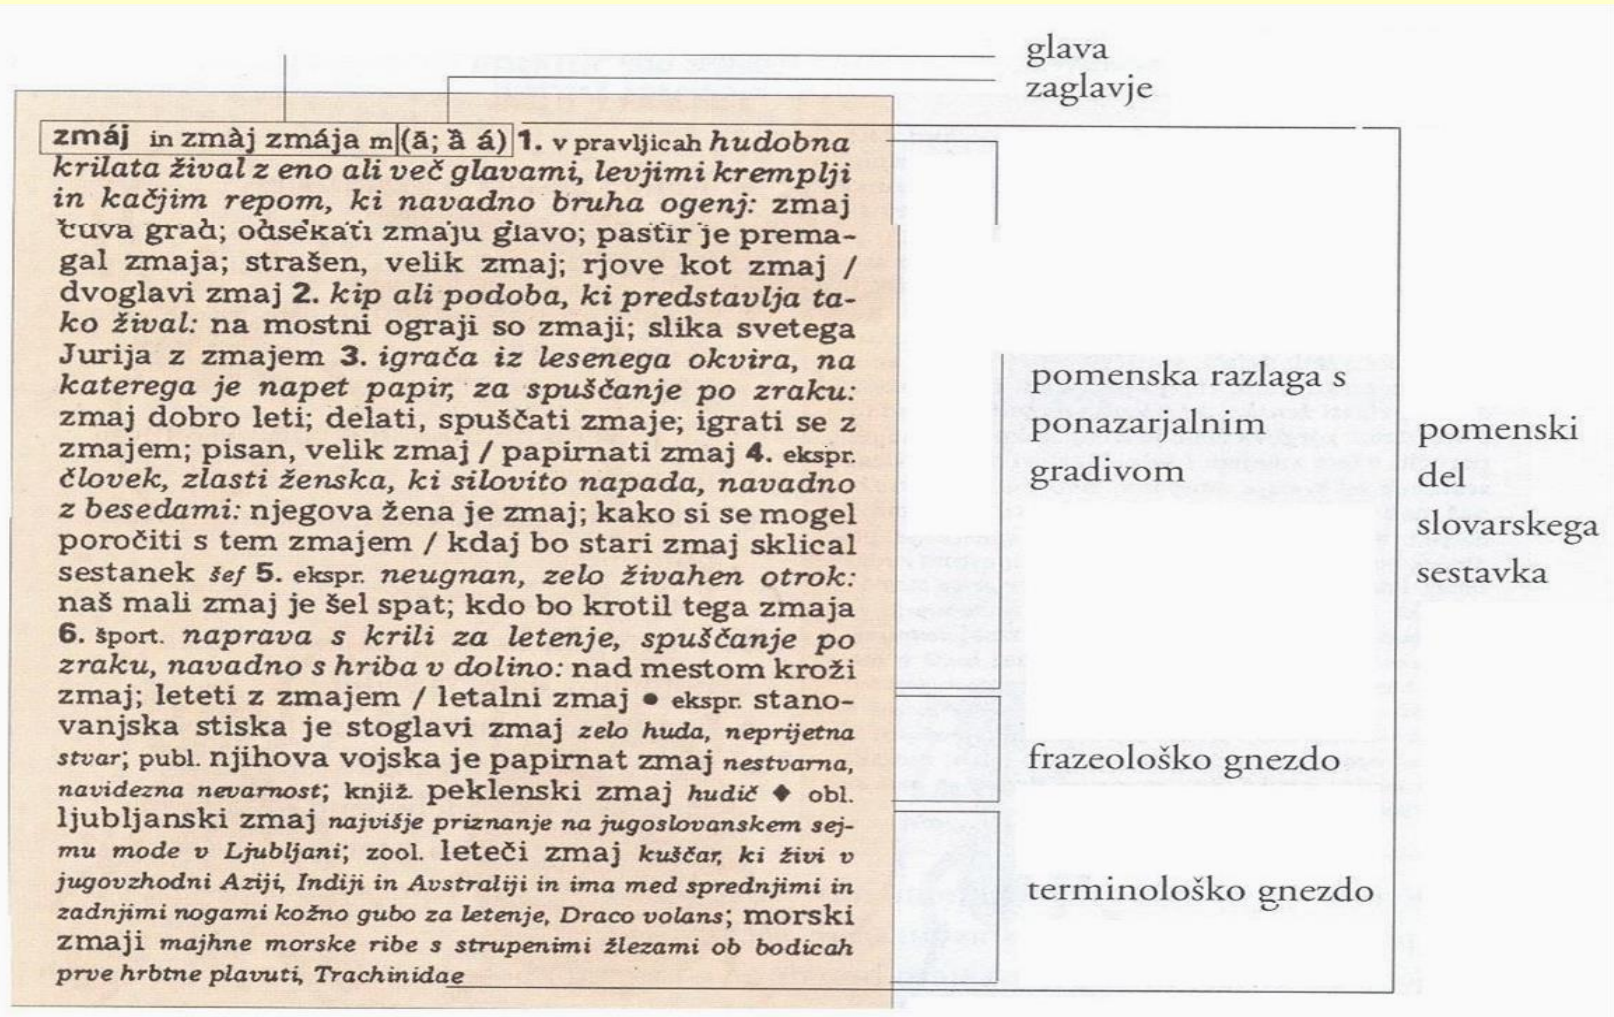 glava
zaglavje
zmáj in zmàj zmája m (ā; ȁ á) 1. v pravljicah hudobna
krilata žival z eno ali več glavami, levjimi kremplji
in kačjim repom, ki navadno bruha ogenj: zmaj
čuva grad; odsekati zmaju glavo; pastir je prema-
gal zmaja; strašen, velik zmaj; rjove kot zmaj /
dvoglavi zmaj 2. kip ali podoba, ki predstavlja ta-
ko žival: na mostni ograji so zmaji; slika svetega
Jurija z zmajem 3. igrača iz lesenega okvira, na
katerega je napet papir, za spuščanje po zraku:
zmaj dobro leti; delati, spuščati zmaje; igrati se z
zmajem; pisan, velik zmaj / papirnati zmaj 4. ekspr.
človek, zlasti ženska, ki silovito napada, navadno
z besedami: njegova žena je zmaj; kako si se mogel
poročiti s tem zmajem / kdaj bo stari zmaj sklical
sestanek šef 5. ekspr. neugnan, zelo živahen otrok:
naš mali zmaj je šel spat; kdo bo krotil tega zmaja
6. šport. naprava s krili za letenje, spuščanje po
zraku, navadno s hriba v dolino: nad mestom kroži
zmaj; leteti z zmajem / letalni zmaj ● ekspr. stano-
vanjska stiska je stoglavi zmaj zelo huda, neprijetna
stvar; publ. njihova vojska je papirnat zmaj nestvarna,
navidezna nevarnost; knjiž. peklenski zmaj hudič ◆ obl.
ljubljanski zmaj najvišje priznanje na jugoslovanskem sej-
mu mode v Ljubljani; zool. leteči zmaj kuščar, ki živi v
jugovzhodni Aziji, Indiji in Avstraliji in ima med sprednjimi in
zadnjimi nogami kožno gubo za letenje, Draco volans; morski
zmaji majhne morske ribe s strupenimi žlezami ob bodicah
prve hrbtne plavuti, Trachinidae
pomenska razlaga s
ponazarjalnim
gradivom
frazeološko gnezdo
terminološko gnezdo
pomenski
del
slovarskega
sestavka